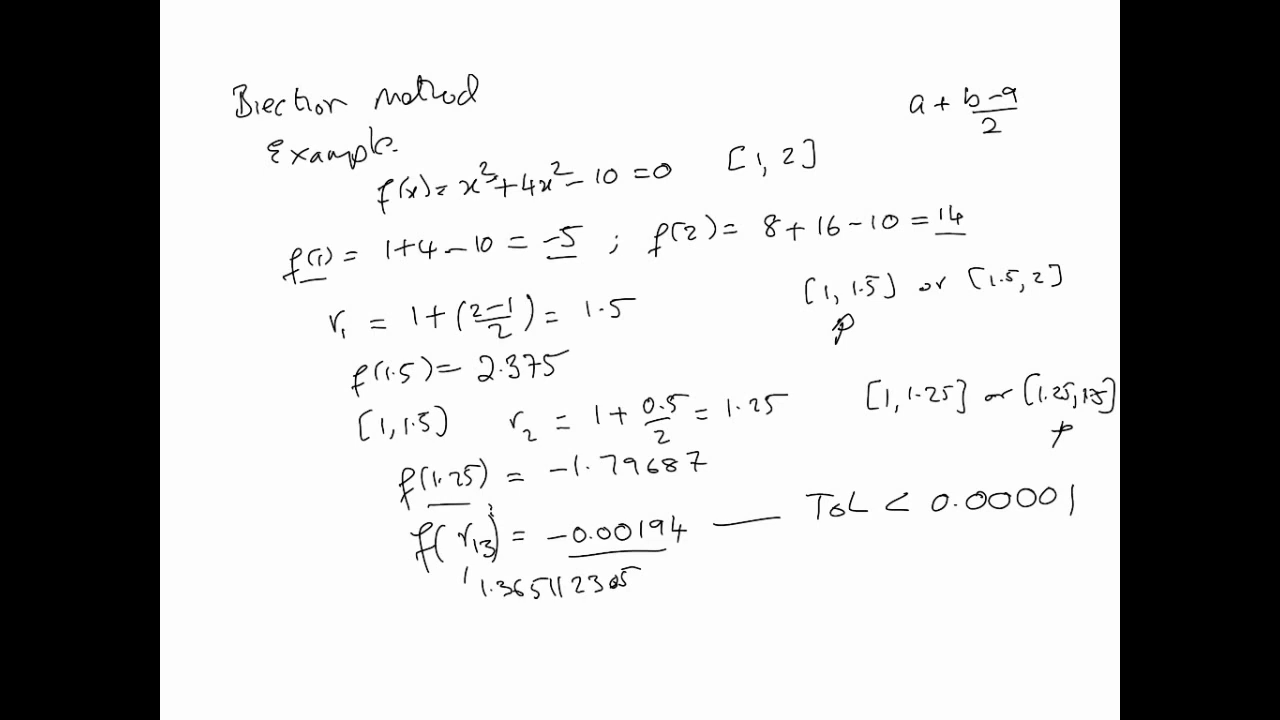 Biection method
a + b-a/2
Example.
f(x) = x³ + 4x² - 10 = 0 [1, 2]
f(1) = 1+4-10 = -5 ; f(2) = 8+16-10 = 14
[1, 1.5] or [1.5, 2]
r₁ = 1 + (2-1/2) = 1.5
f(1.5) = 2.375
[1, 1.5] r₂ = 1 + 0.5/2 = 1.25 [1, 1.25] or [1.25, 1.5]
f(1.25) = -1.79687
f(r₁₃) = -0.00194 — TOL < 0.00001
1.365112305